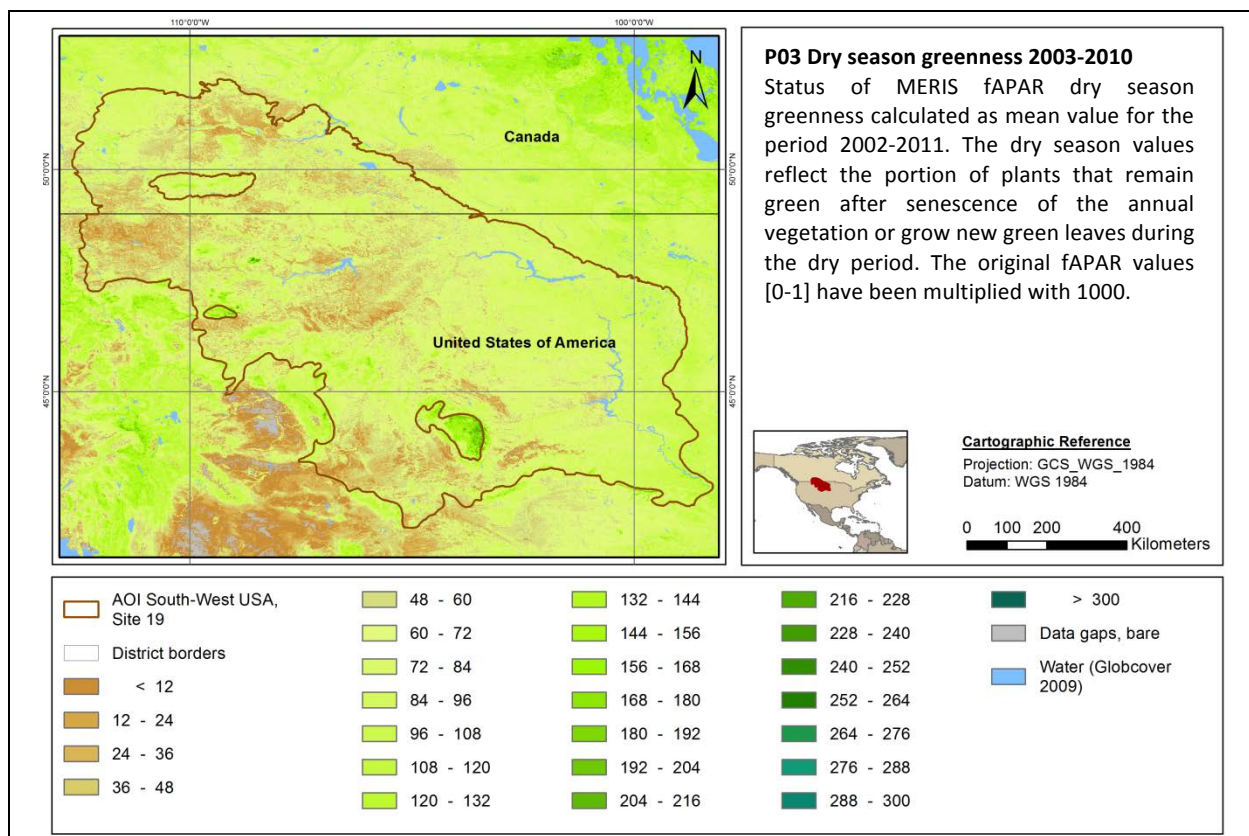 110°0'0"W
100°0'0"W
N
Canada
50°0'0"N
50°0'0"N
United States of America
45°0'0"N
45°0'0"N
110°0'0"W
100°0'0"W
P03 Dry season greenness 2003-2010
Status of MERIS fAPAR dry season
greenness calculated as mean value for the
period 2002-2011. The dry season values
reflect the portion of plants that remain
green after senescence of the annual
vegetation or grow new green leaves during
the dry period. The original fAPAR values
[0-1] have been multiplied with 1000.
Cartographic Reference
Projection: GCS_WGS_1984
Datum: WGS 1984
0 100 200 400
Kilometers
AOI South-West USA,
Site 19
District borders
< 12
12 - 24
24 - 36
36 - 48
48 - 60
60 - 72
72 - 84
84 - 96
96 - 108
108 - 120
120 - 132
132 - 144
144 - 156
156 - 168
168 - 180
180 - 192
192 - 204
204 - 216
216 - 228
228 - 240
240 - 252
252 - 264
264 - 276
276 - 288
288 - 300
> 300
Data gaps, bare
Water (Globcover
2009)